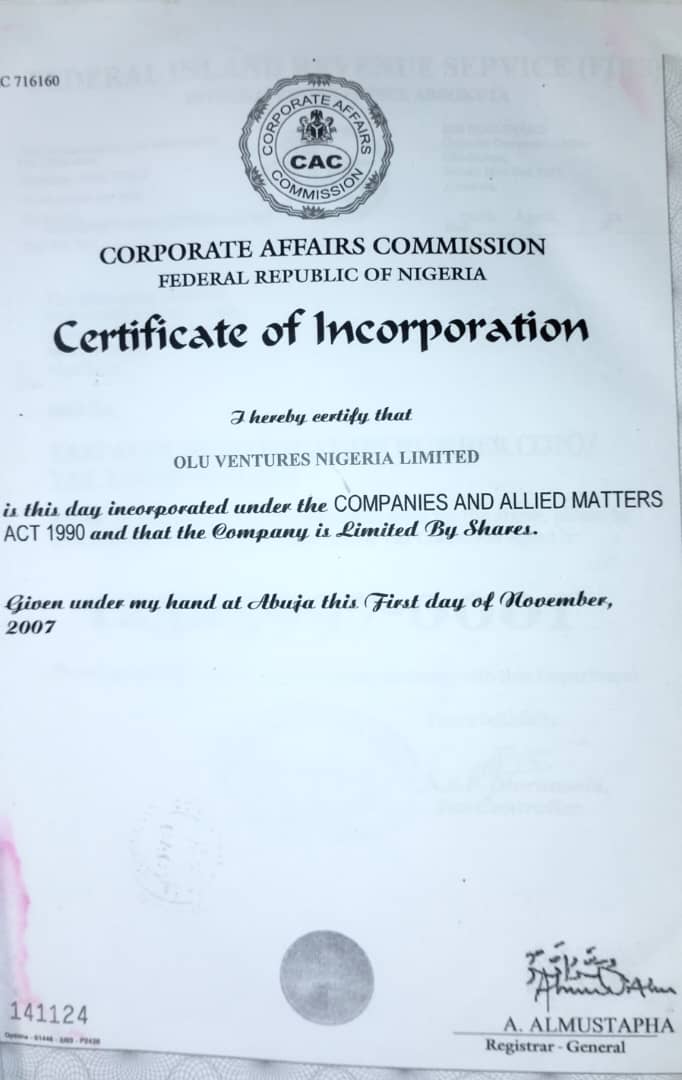 C 716160
CORPORATE AFFAIRS
CAC
COMMISSION
CORPORATE AFFAIRS COMMISSION
FEDERAL REPUBLIC OF NIGERIA
Certificate of Incorporation
I hereby certify that
OLU VENTURES NIGERIA LIMITED
is this day incorporated under the COMPANIES AND ALLIED MATTERS
ACT 1990 and that the Company is Limited By Shares.
Given under my hand at Abuja this First day of November,
2007
141124
A. ALMUSTAPHA
Registrar - General